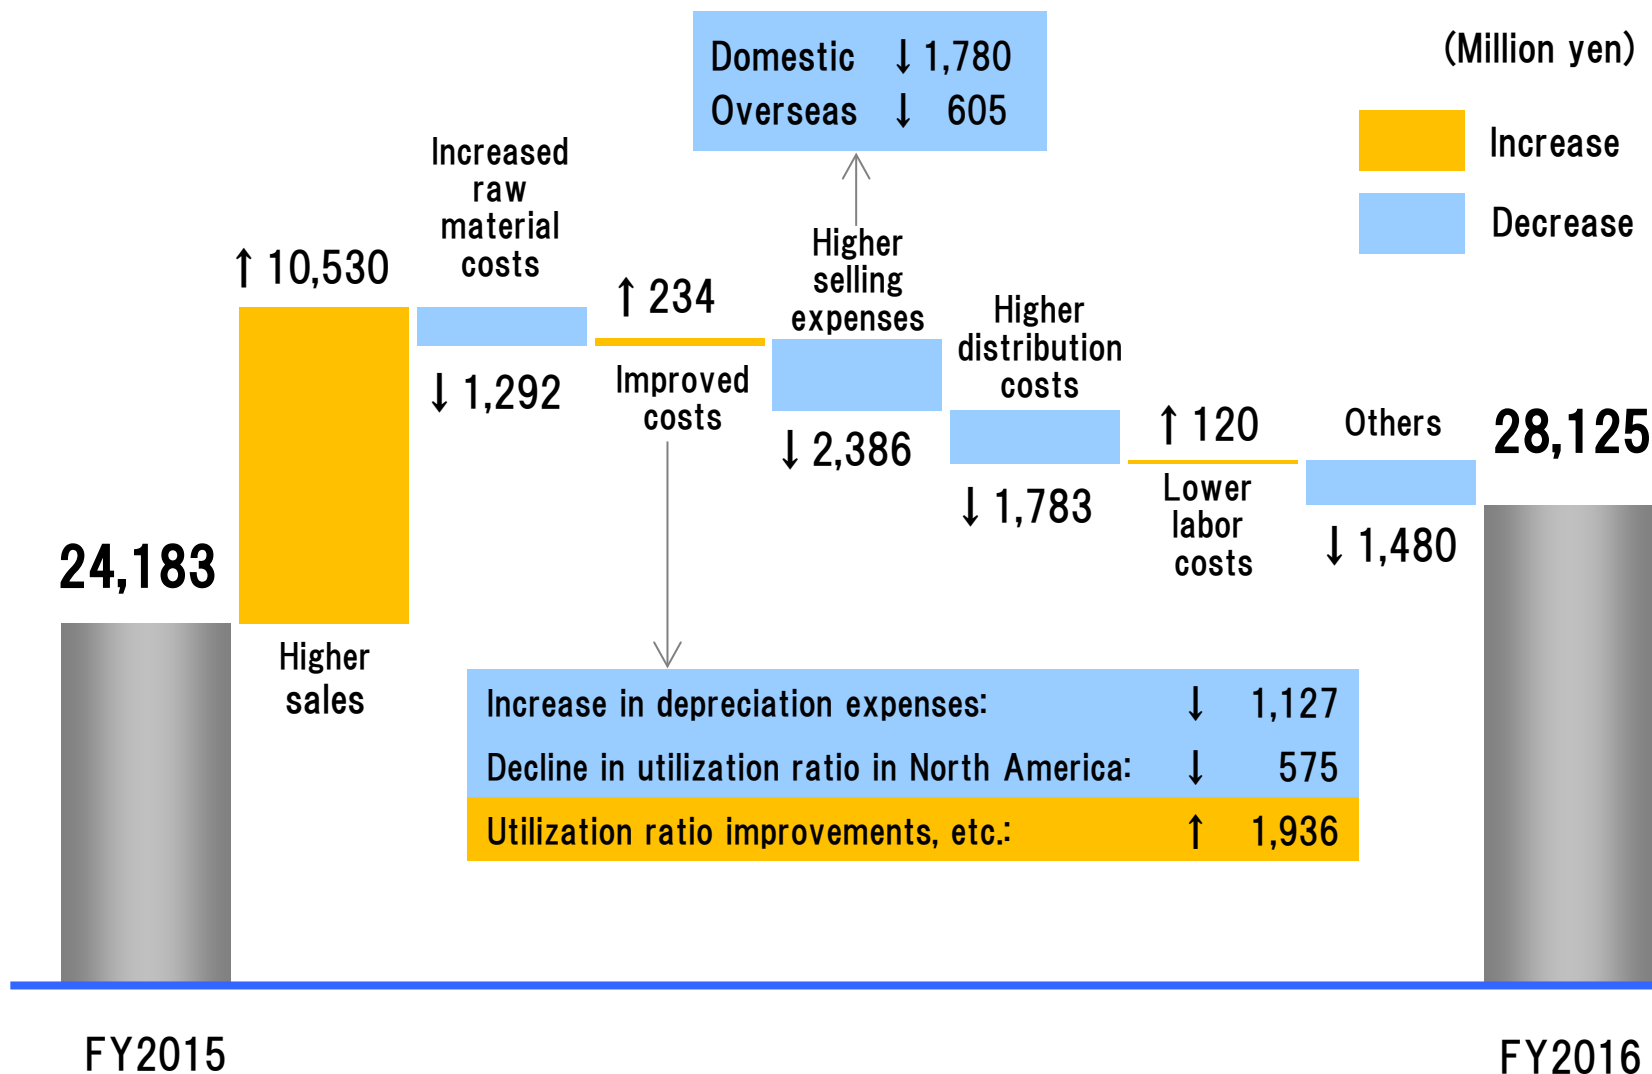 (Million yen)
Increase
Decrease
Domestic ↓ 1,780
Overseas ↓ 605
24,183
↑ 10,530
Higher
sales
Increased
raw
material
costs
↓ 1,292
↑ 234
Improved
costs
Higher
selling
expenses
↓ 2,386
Higher
distribution
costs
↓ 1,783
↑ 120
Lower
labor
costs
Others
↓ 1,480
28,125
Increase in depreciation expenses: ↓ 1,127
Decline in utilization ratio in North America: ↓ 575
Utilization ratio improvements, etc.: ↑ 1,936
FY2015
FY2016